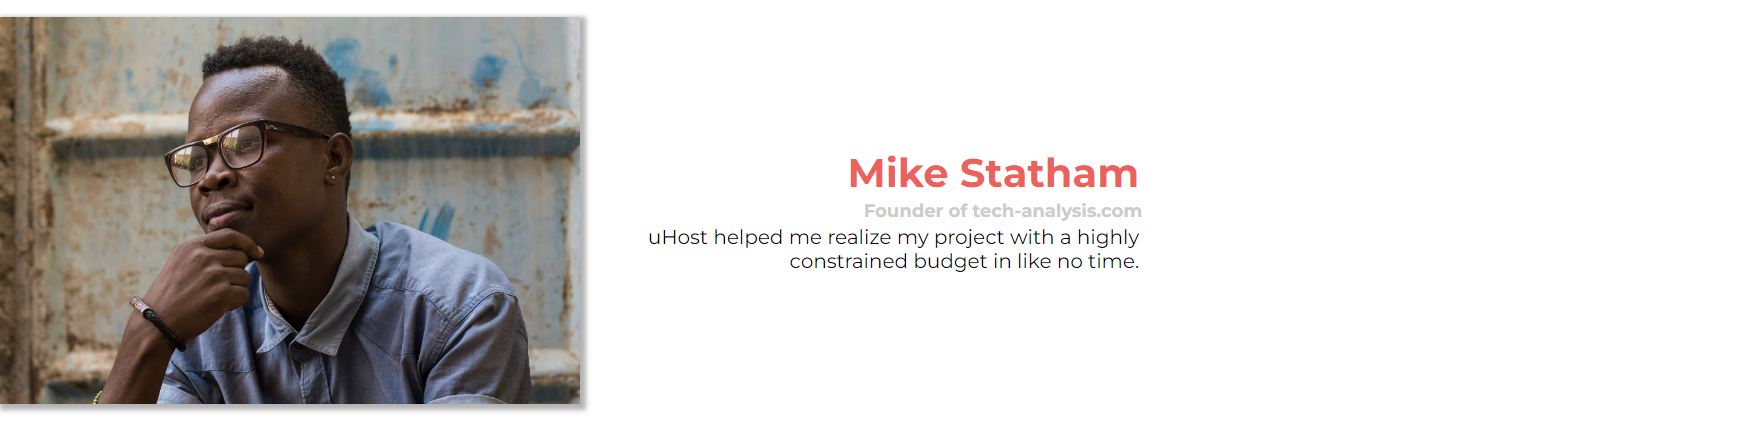 Mike Statham
Founder of tech-analysis.com
uHost helped me realize my project with a highly
constrained budget in like no time.